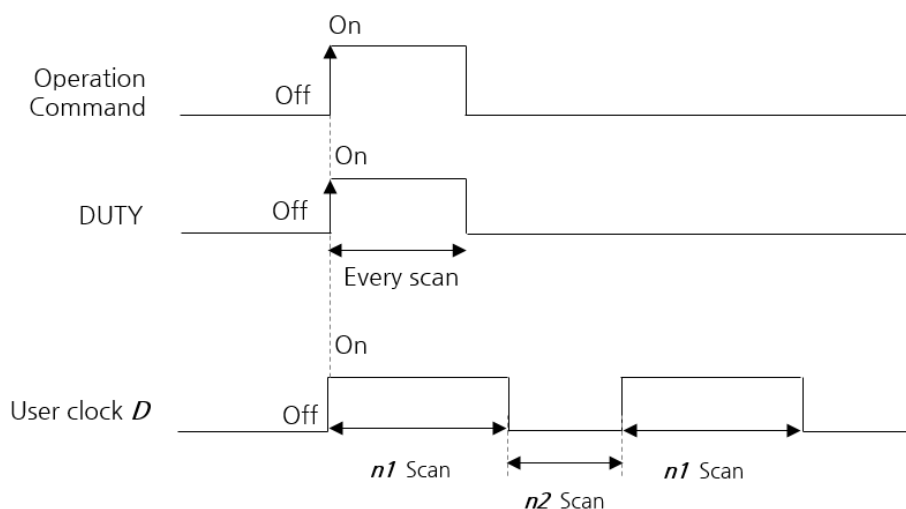 On
Operation
Command
Off
On
DUTY
Off
Every scan
On
User clock D
Off
n1 Scan
n2 Scan
n1 Scan